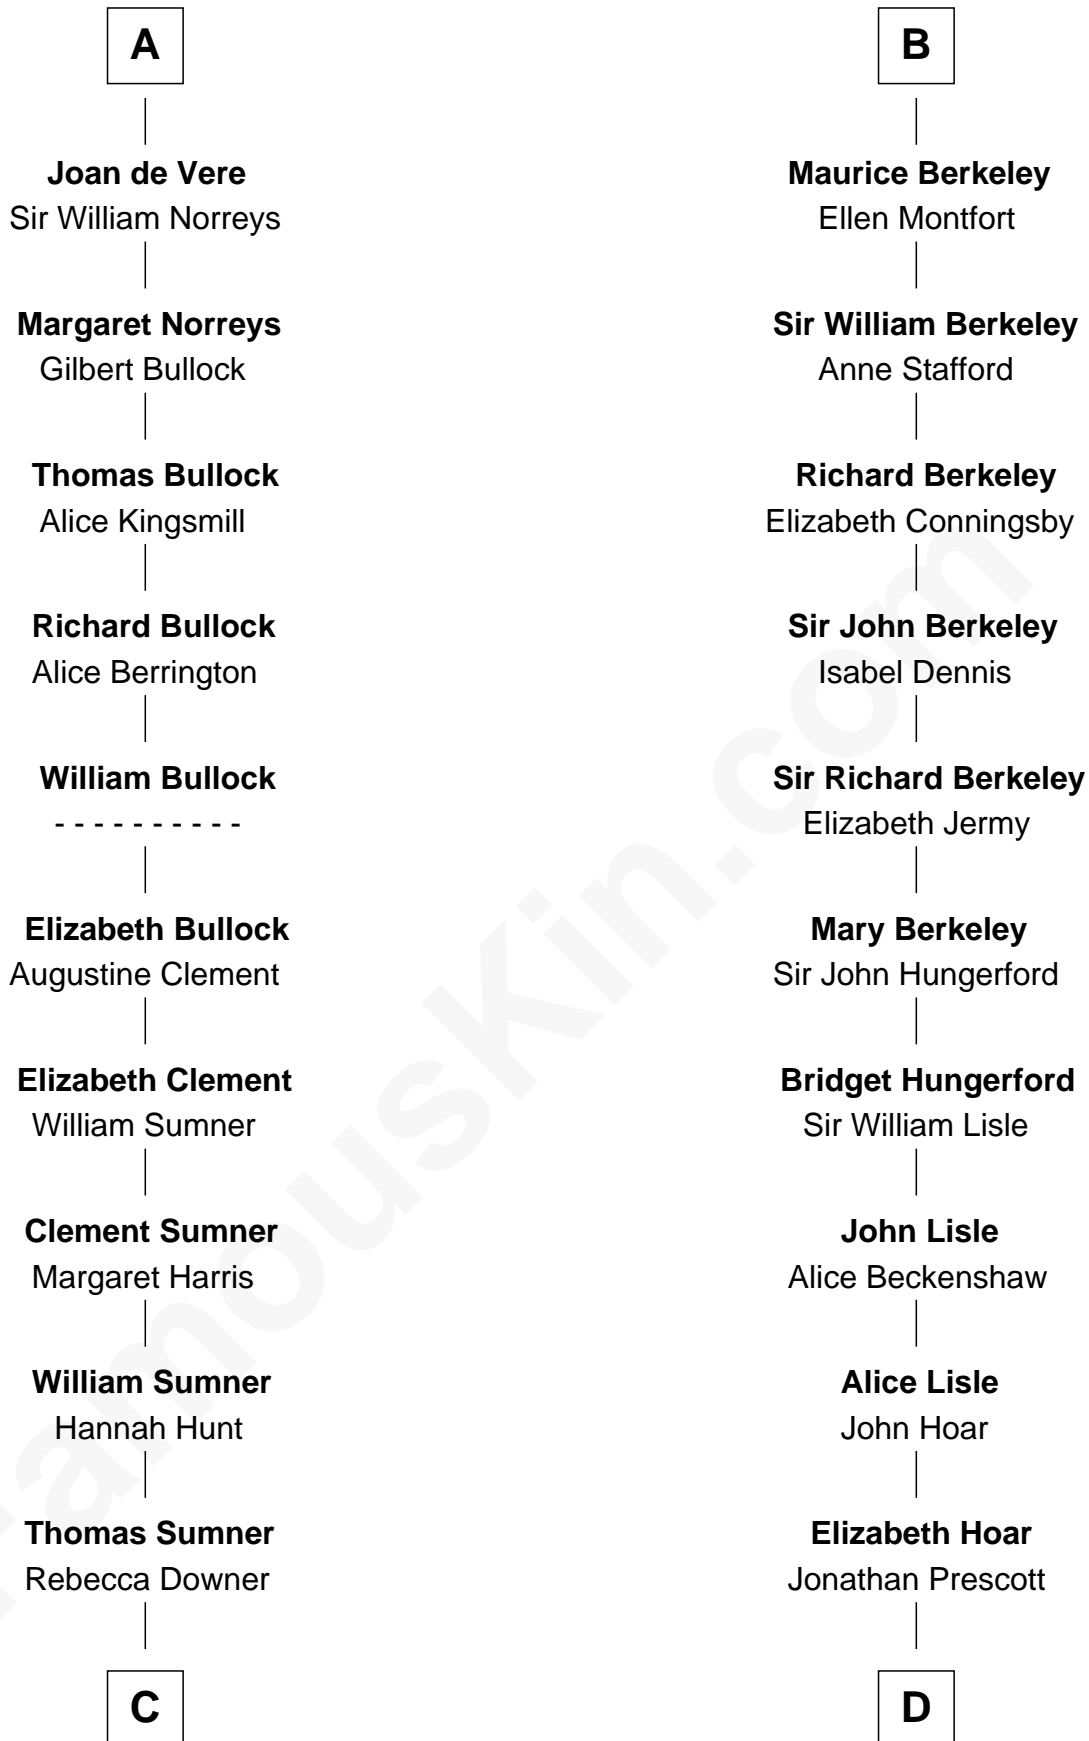 A
Joan de Vere
Sir William Norreys
Margaret Norreys
Gilbert Bullock
Thomas Bullock
Alice Kingsmill
Richard Bullock
Alice Berrington
William Bullock
- - - - - - - - - -
Elizabeth Bullock
Augustine Clement
Elizabeth Clement
William Sumner
Clement Sumner
Margaret Harris
William Sumner
Hannah Hunt
Thomas Sumner
Rebecca Downer
C
B
Maurice Berkeley
Ellen Montfort
Sir William Berkeley
Anne Stafford
Richard Berkeley
Elizabeth Conningsby
Sir John Berkeley
Isabel Dennis
Sir Richard Berkeley
Elizabeth Jermy
Mary Berkeley
Sir John Hungerford
Bridget Hungerford
Sir William Lisle
John Lisle
Alice Beckenshaw
Alice Lisle
John Hoar
Elizabeth Hoar
Jonathan Prescott
D
FamousKin.com